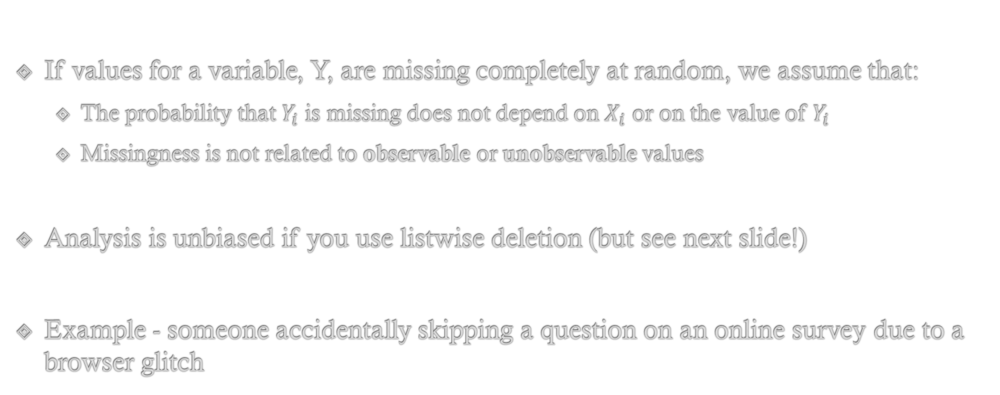 If values for a variable, Y, are missing completely at random, we assume that:
The probability that Yᵢ is missing does not depend on Xᵢ or on the value of Yᵢ
Missingness is not related to observable or unobservable values
Analysis is unbiased if you use listwise deletion (but see next slide!)
Example - someone accidentally skipping a question on an online survey due to a
browser glitch